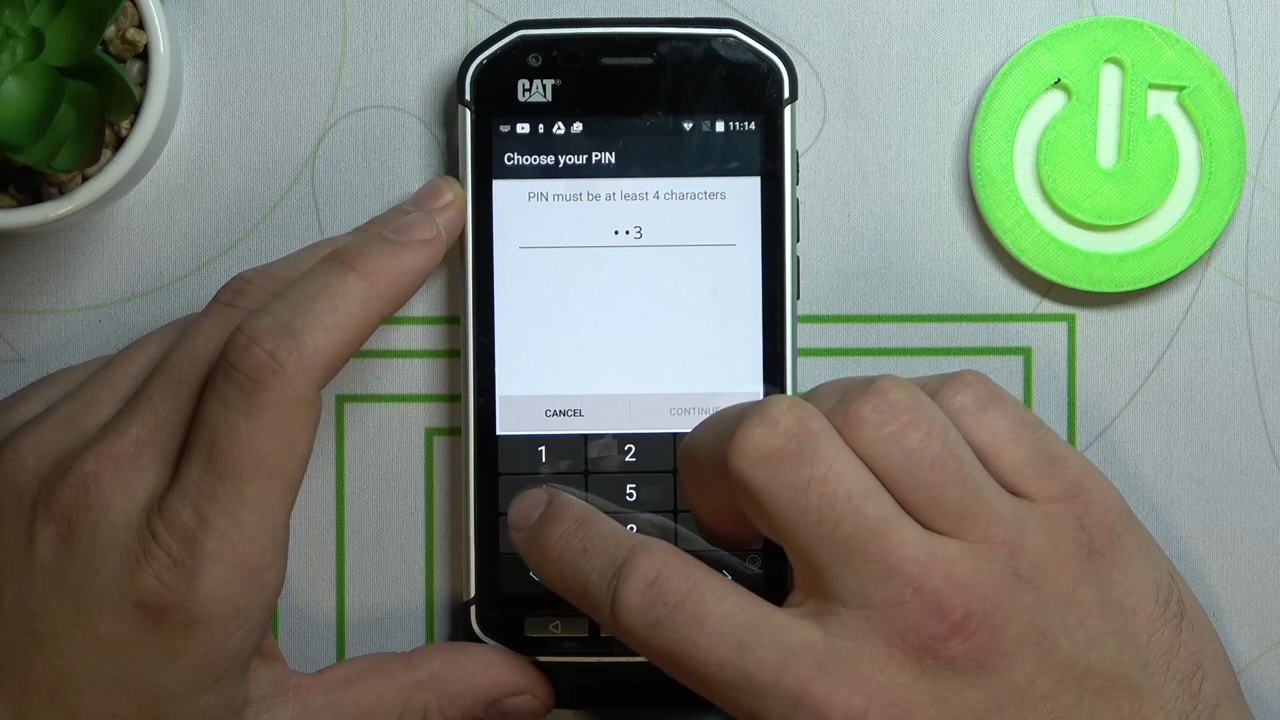 CAT®
11:14
Choose your PIN
PIN must be at least 4 characters
••3
CANCEL
CONTINUE
1 2
5
8